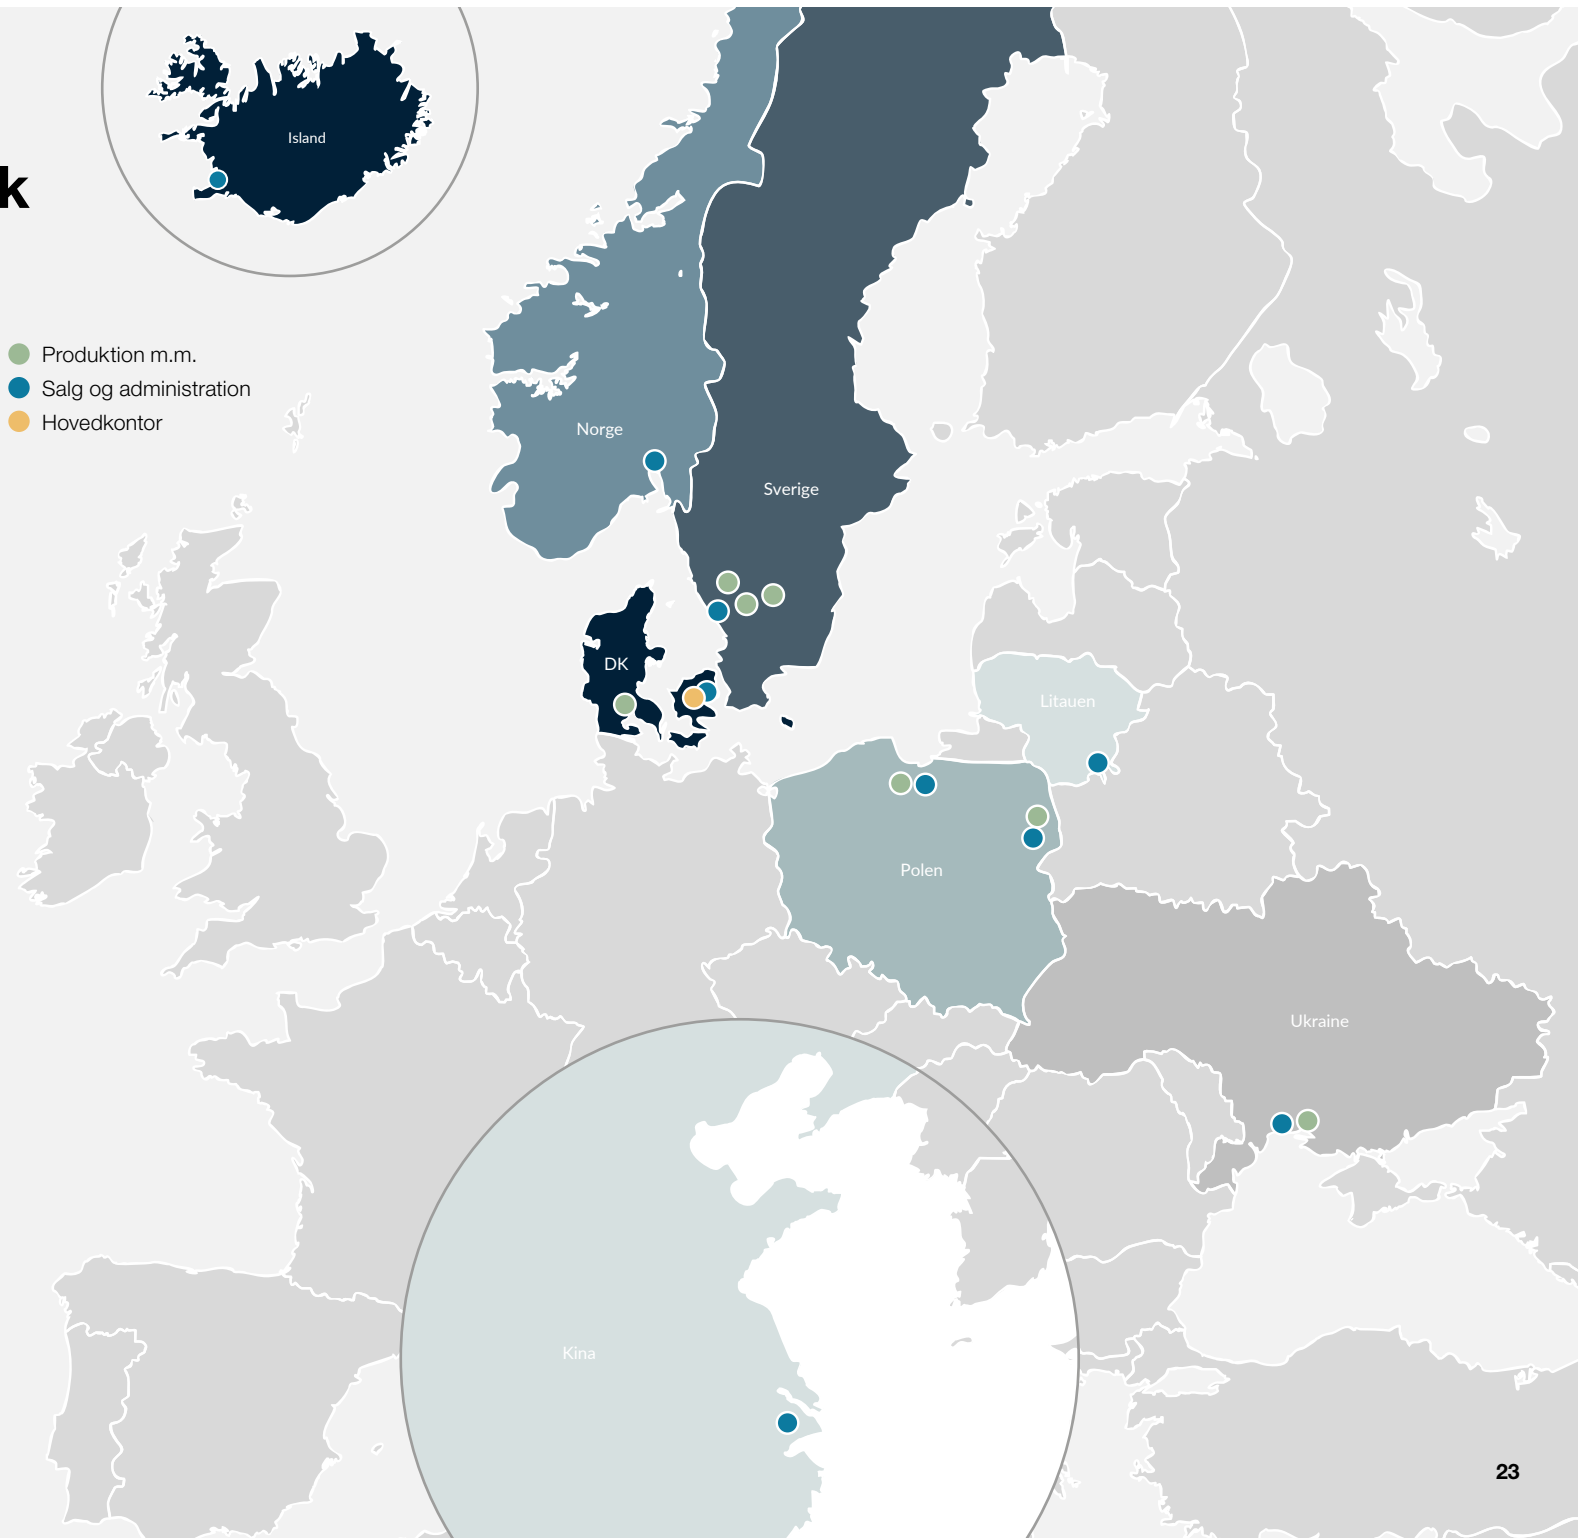 Island
k
Produktion m.m.
Salg og administration
Hovedkontor
Norge
Sverige
DK
Litauen
Polen
Ukraine
Kina
23